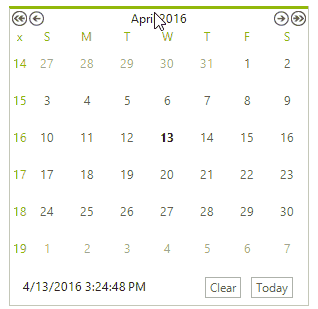 April 2016
x S M T W T F S
14 27 28 29 30 31 1 2
15 3 4 5 6 7 8 9
16 10 11 12 13 14 15 16
17 17 18 19 20 21 22 23
18 24 25 26 27 28 29 30
19 1 2 3 4 5 6 7
4/13/2016 3:24:48 PM Clear Today